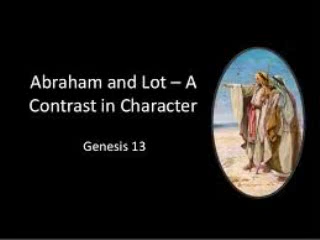 Abraham and Lot – A
Contrast in Character
Genesis 13